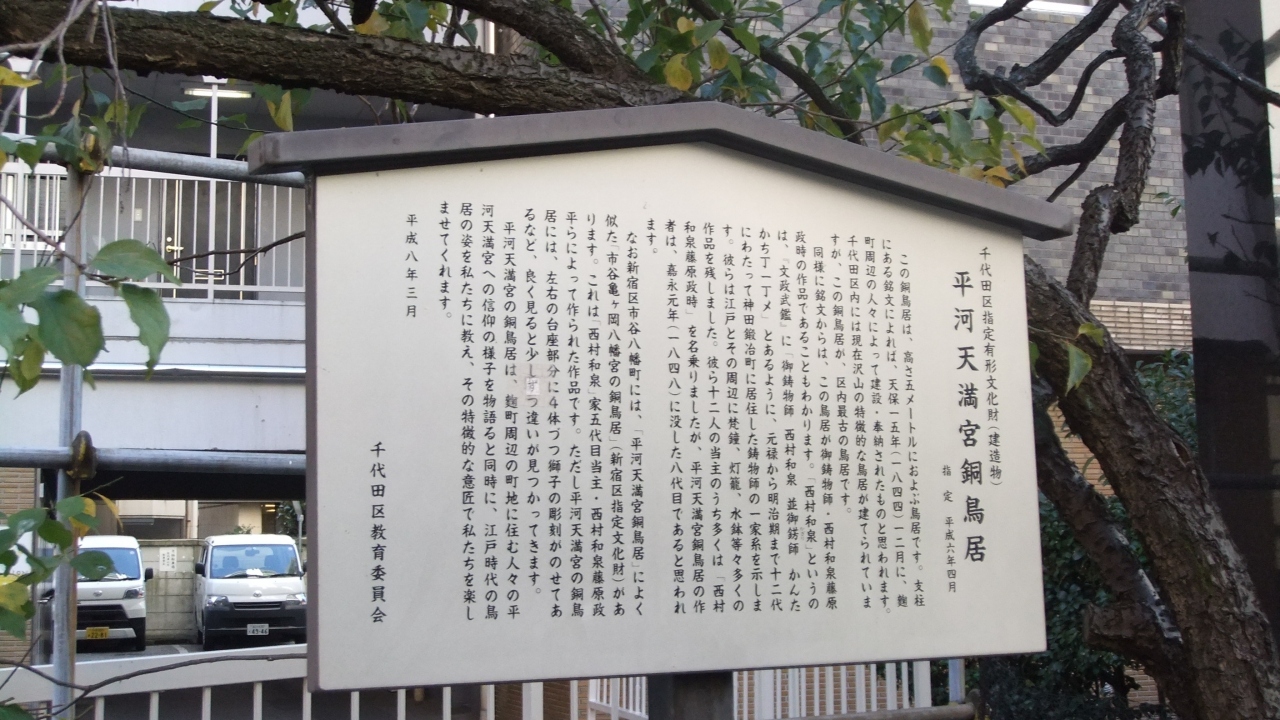 千代田区指定有形文化財(建造物)
平河天満宮銅鳥居
指定 平成六年四月
この銅鳥居は、高さ五メートルにおよぶ鳥居です。支柱
にある銘文によれば、天保一五年(一八四四)一二月に、麹
町周辺の人々によって建設・奉納されたものと思われます。
千代田区内には現在沢山の特徴的な鳥居が建てられていま
すが、この銅鳥居が、区内最古の鳥居です。
同様に銘文からは、この鳥居が御鋳物師・西村和泉藤原
政時の作品であることもわかります。「西村和泉」というの
は、「文政武鑑」に「御鋳物師 西村和泉 並御錺師 かんた
かち丁一丁メ」とあるように、元禄から明治期まで十二代
にわたって神田鍛冶町に居住した鋳物師の一家系を示しま
す。彼らは江戸とその周辺に梵鐘、灯籠、水鉢等々多くの
作品を残しました。彼ら十二人の当主のうち多くは「西村
和泉藤原政時」を名乗りましたが、平河天満宮銅鳥居の作
者は、嘉永元年(一八四八)に没した八代目であると思われ
ます。
なお新宿区市谷八幡町には、「平河天満宮銅鳥居」によく
似た「市谷亀ヶ岡八幡宮の銅鳥居」(新宿区指定文化財)があ
ります。これは「西村和泉」家五代目当主・西村和泉藤原政
平らによって作られた作品です。ただし平河天満宮の銅鳥
居には、左右の台座部分に4体づつ獅子の彫刻がのせてあ
るなど、良く見ると少しずつ違いが見つかってきます。
平河天満宮の銅鳥居は、麹町周辺の町地に住む人々の平
河天満宮への信仰の様子を物語ると同時に、江戸時代の鳥
居の姿を私たちに教え、その特徴的な意匠で私たちを楽し
ませてくれます。
平成八年三月
千代田区教育委員会